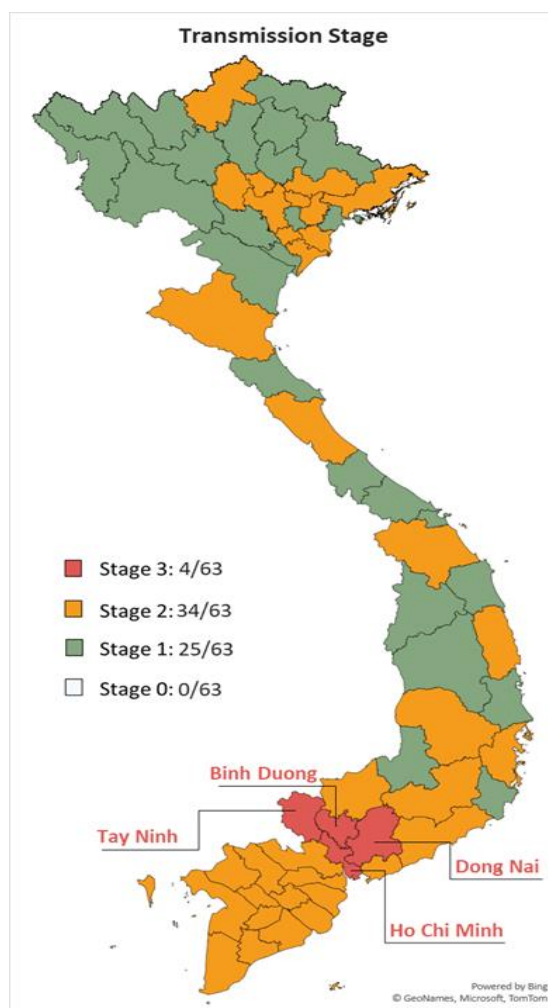 Transmission Stage
Stage 3: 4/63
Stage 2: 34/63
Stage 1: 25/63
Stage 0: 0/63
Binh Duong
Tay Ninh
Dong Nai
Ho Chi Minh
Powered by Bing
© GeoNames, Microsoft, TomTom